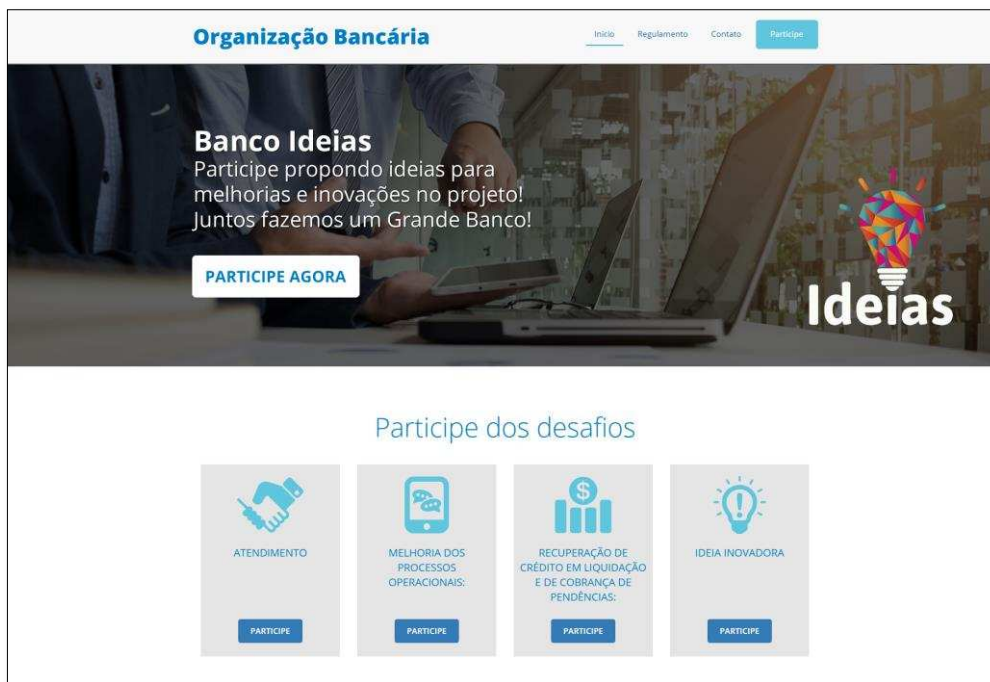 Organização Bancária
Início Regulamento Contato Participe
Banco Ideias
Participe propondo ideias para
melhorias e inovações no projeto!
Juntos fazemos um Grande Banco!
PARTICIPE AGORA
Ideias
Participe dos desafios
ATENDIMENTO
PARTICIPE
MELHORIA DOS
PROCESSOS
OPERACIONAIS:
PARTICIPE
RECUPERAÇÃO DE
CRÉDITO EM LIQUIDAÇÃO
E DE COBRANÇA DE
PENDÊNCIAS:
PARTICIPE
IDEIA INOVADORA
PARTICIPE